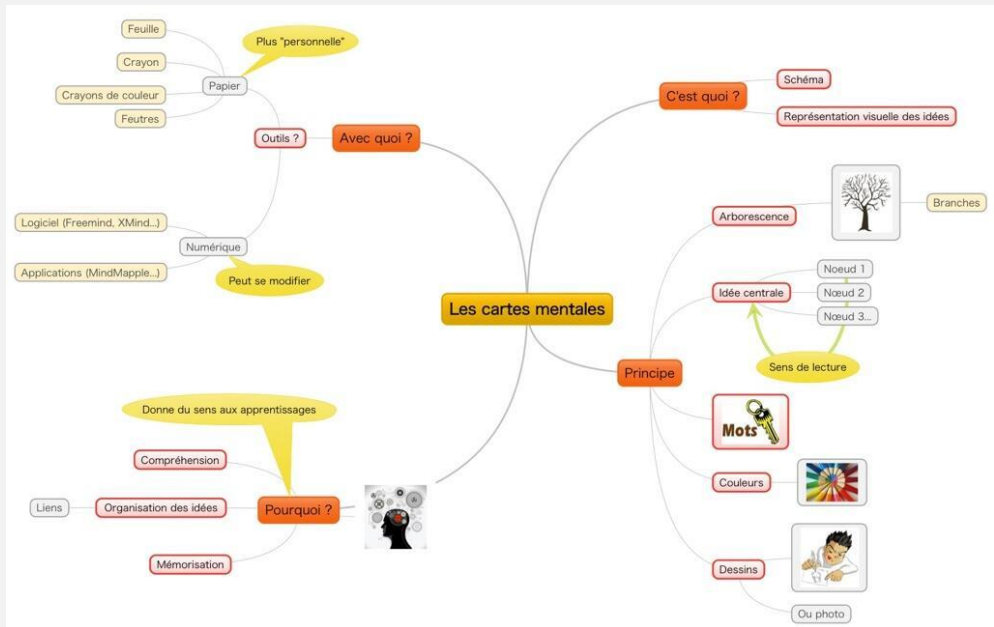 Les cartes mentales
C'est quoi ?
Schéma
Représentation visuelle des idées
Principe
Arborescence
Branches
Idée centrale
Noeud 1
Nœud 2
Nœud 3...
Sens de lecture
Mots
Couleurs
Dessins
Ou photo
Pourquoi ?
Donne du sens aux apprentissages
Compréhension
Organisation des idées
Liens
Mémorisation
Avec quoi ?
Outils ?
Papier
Plus "personnelle"
Feuille
Crayon
Crayons de couleur
Feutres
Numérique
Peut se modifier
Logiciel (Freemind, XMind...)
Applications (MindMapple...)